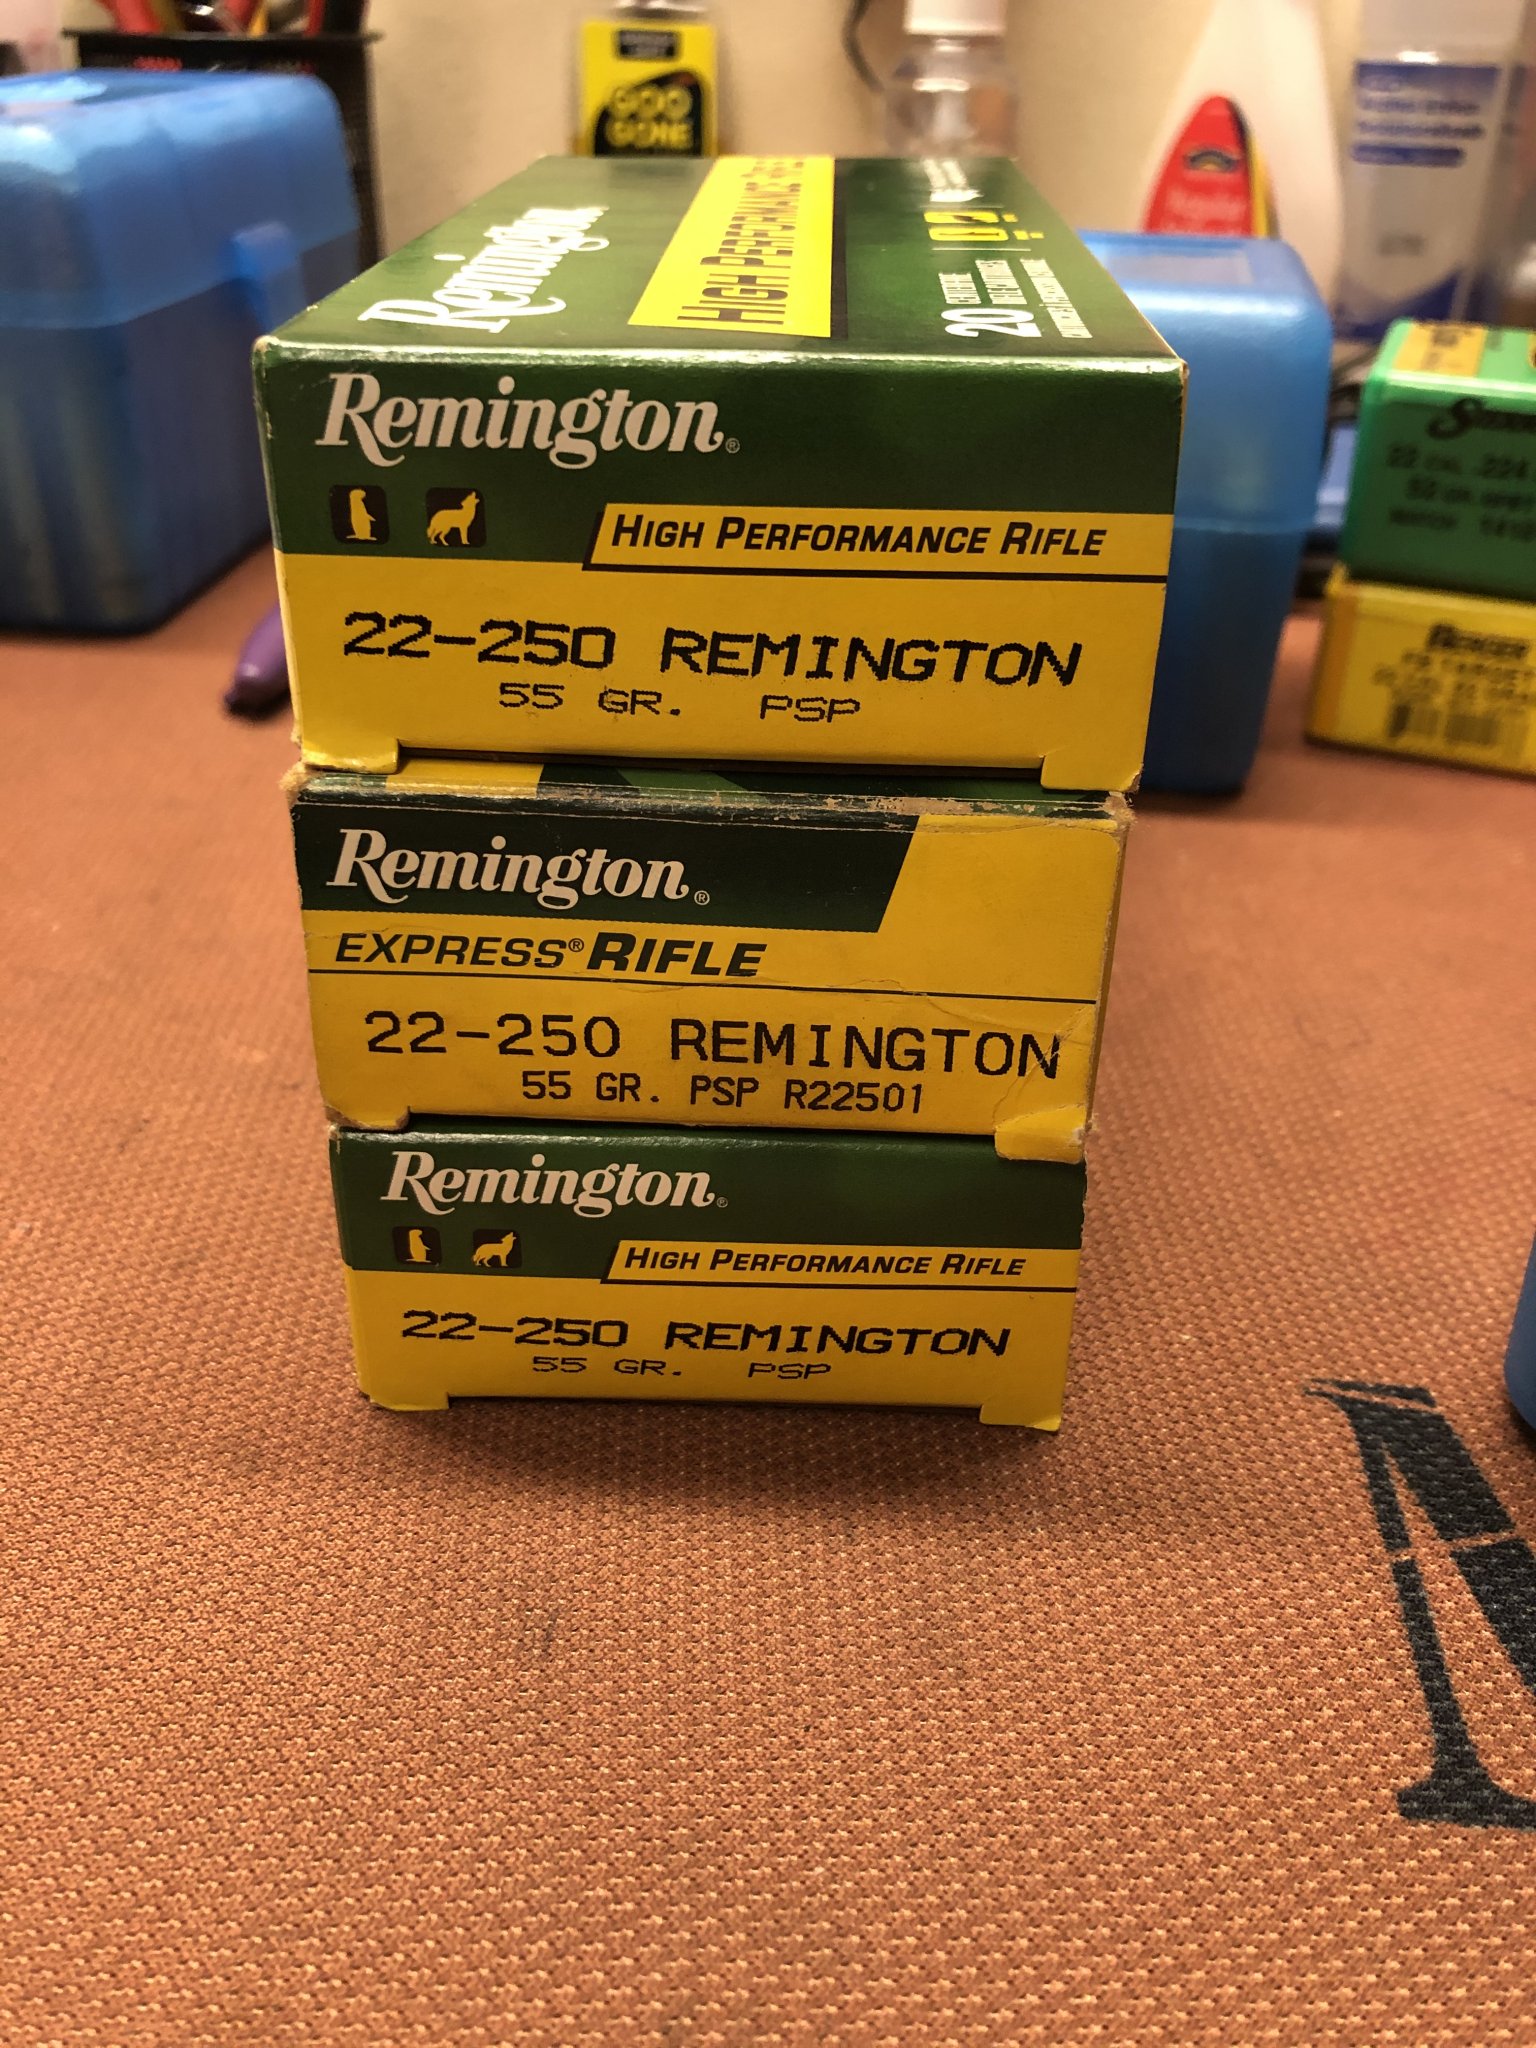 GOO
GONE
Remington
HIGH PERFORMANCE
20
Remington®
HIGH PERFORMANCE RIFLE
22-250 REMINGTON
55 GR. PSP
Remington®
EXPRESS® RIFLE
22-250 REMINGTON
55 GR. PSP R22501
Remington®
HIGH PERFORMANCE RIFLE
22-250 REMINGTON
55 GR. PSP
BERGER